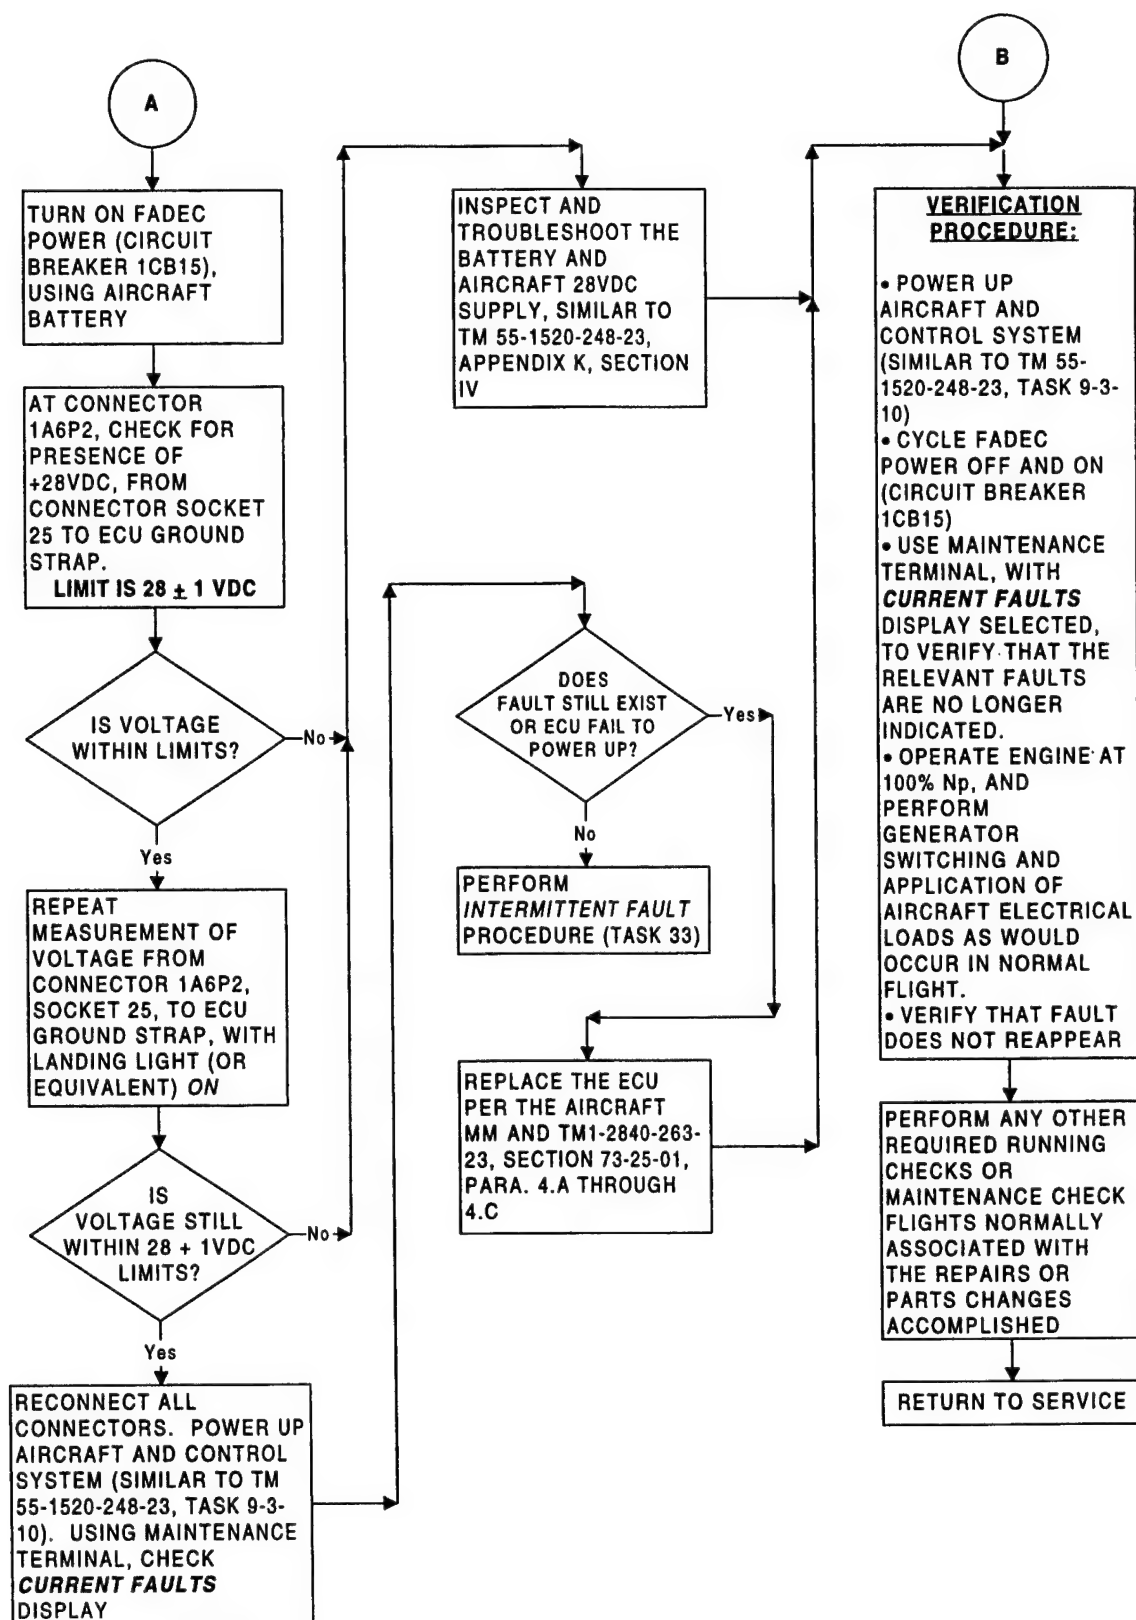 A
TURN ON FADEC
POWER (CIRCUIT
BREAKER 1CB15),
USING AIRCRAFT
BATTERY
AT CONNECTOR
1A6P2, CHECK FOR
PRESENCE OF
+28VDC, FROM
CONNECTOR SOCKET
25 TO ECU GROUND
STRAP.
LIMIT IS 28 ± 1 VDC
IS VOLTAGE
WITHIN LIMITS?
No
Yes
REPEAT
MEASUREMENT OF
VOLTAGE FROM
CONNECTOR 1A6P2,
SOCKET 25, TO ECU
GROUND STRAP, WITH
LANDING LIGHT (OR
EQUIVALENT) ON
IS
VOLTAGE STILL
WITHIN 28 + 1VDC
LIMITS?
No
Yes
RECONNECT ALL
CONNECTORS. POWER UP
AIRCRAFT AND CONTROL
SYSTEM (SIMILAR TO TM
55-1520-248-23, TASK 9-3-
10). USING MAINTENANCE
TERMINAL, CHECK
CURRENT FAULTS
DISPLAY
INSPECT AND
TROUBLESHOOT THE
BATTERY AND
AIRCRAFT 28VDC
SUPPLY, SIMILAR TO
TM 55-1520-248-23,
APPENDIX K, SECTION
IV
DOES
FAULT STILL EXIST
OR ECU FAIL TO
POWER UP?
Yes
No
PERFORM
INTERMITTENT FAULT
PROCEDURE (TASK 33)
REPLACE THE ECU
PER THE AIRCRAFT
MM AND TM1-2840-263-
23, SECTION 73-25-01,
PARA. 4.A THROUGH
4.C
B
VERIFICATION
PROCEDURE:
• POWER UP
AIRCRAFT AND
CONTROL SYSTEM
(SIMILAR TO TM 55-
1520-248-23, TASK 9-3-
10)
• CYCLE FADEC
POWER OFF AND ON
(CIRCUIT BREAKER
1CB15)
• USE MAINTENANCE
TERMINAL, WITH
CURRENT FAULTS
DISPLAY SELECTED,
TO VERIFY THAT THE
RELEVANT FAULTS
ARE NO LONGER
INDICATED.
• OPERATE ENGINE AT
100% Np, AND
PERFORM
GENERATOR
SWITCHING AND
APPLICATION OF
AIRCRAFT ELECTRICAL
LOADS AS WOULD
OCCUR IN NORMAL
FLIGHT.
• VERIFY THAT FAULT
DOES NOT REAPPEAR
PERFORM ANY OTHER
REQUIRED RUNNING
CHECKS OR
MAINTENANCE CHECK
FLIGHTS NORMALLY
ASSOCIATED WITH
THE REPAIRS OR
PARTS CHANGES
ACCOMPLISHED
RETURN TO SERVICE